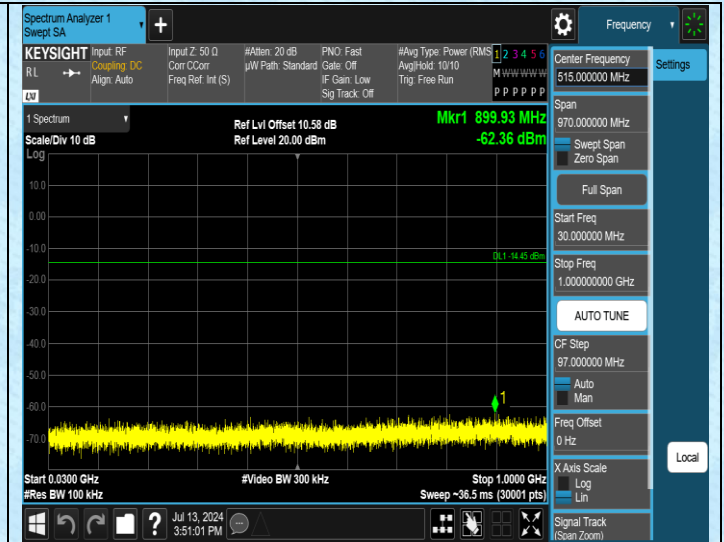 Spectrum Analyzer 1
Swept SA
+
Frequency
KEYSIGHT
RL
LXI
Input: RF
Coupling: DC
Align: Auto
Input Z: 50 Ω
Corr CCorr
Freq Ref: Int (S)
#Atten: 20 dB
µW Path: Standard
PNO: Fast
Gate: Off
IF Gain: Low
Sig Track: Off
#Avg Type: Power (RMS
Avg|Hold: 10/10
Trig: Free Run
1 2 3 4 5 6
M W W W W W
P P P P P P
1 Spectrum
Scale/Div 10 dB
Log
Ref Lvl Offset 10.58 dB
Ref Level 20.00 dBm
Mkr1 899.93 MHz
-62.36 dBm
10.0
0.00
-10.0
DL1 -14.45 dBm
-20.0
-30.0
-40.0
-50.0
-60.0
1
-70.0
Start 0.0300 GHz
#Res BW 100 kHz
#Video BW 300 kHz
Stop 1.0000 GHz
Sweep ~36.5 ms (30001 pts)
?
Jul 13, 2024
3:51:01 PM
Center Frequency
515.000000 MHz
Settings
Span
970.000000 MHz
Swept Span
Zero Span
Full Span
Start Freq
30.000000 MHz
Stop Freq
1.000000000 GHz
AUTO TUNE
CF Step
97.000000 MHz
Auto
Man
Freq Offset
0 Hz
X Axis Scale
Log
Lin
Local
Signal Track
(Span Zoom)